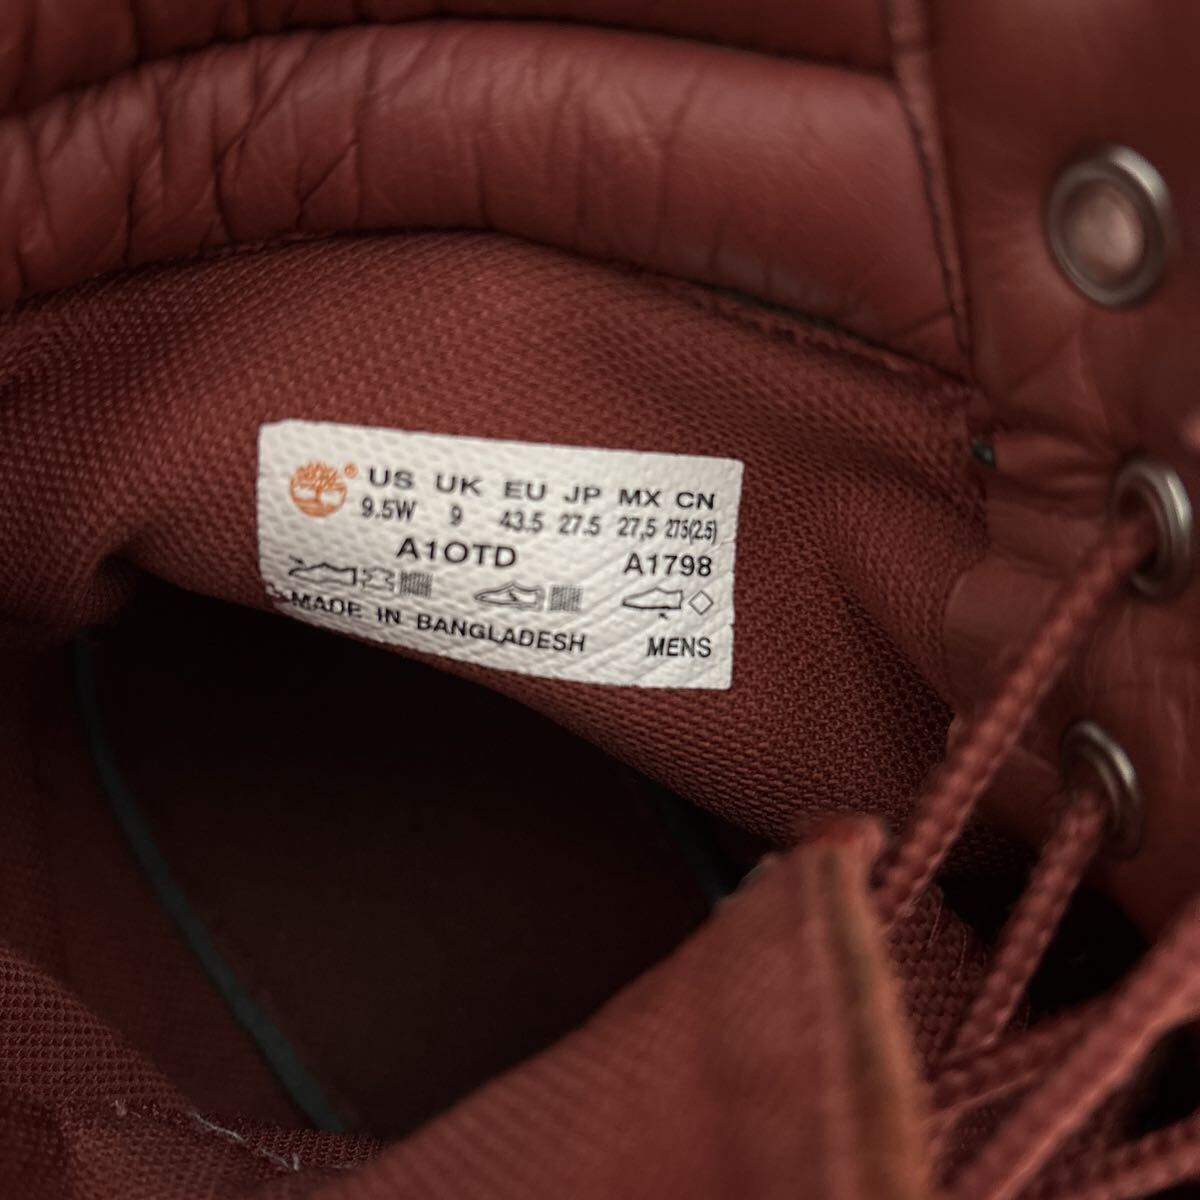 US UK EU JP MX CN
9.5W 9 43.5 27.5 27,5 275(2.5)
A1OTD A1798
MADE IN BANGLADESH MENS